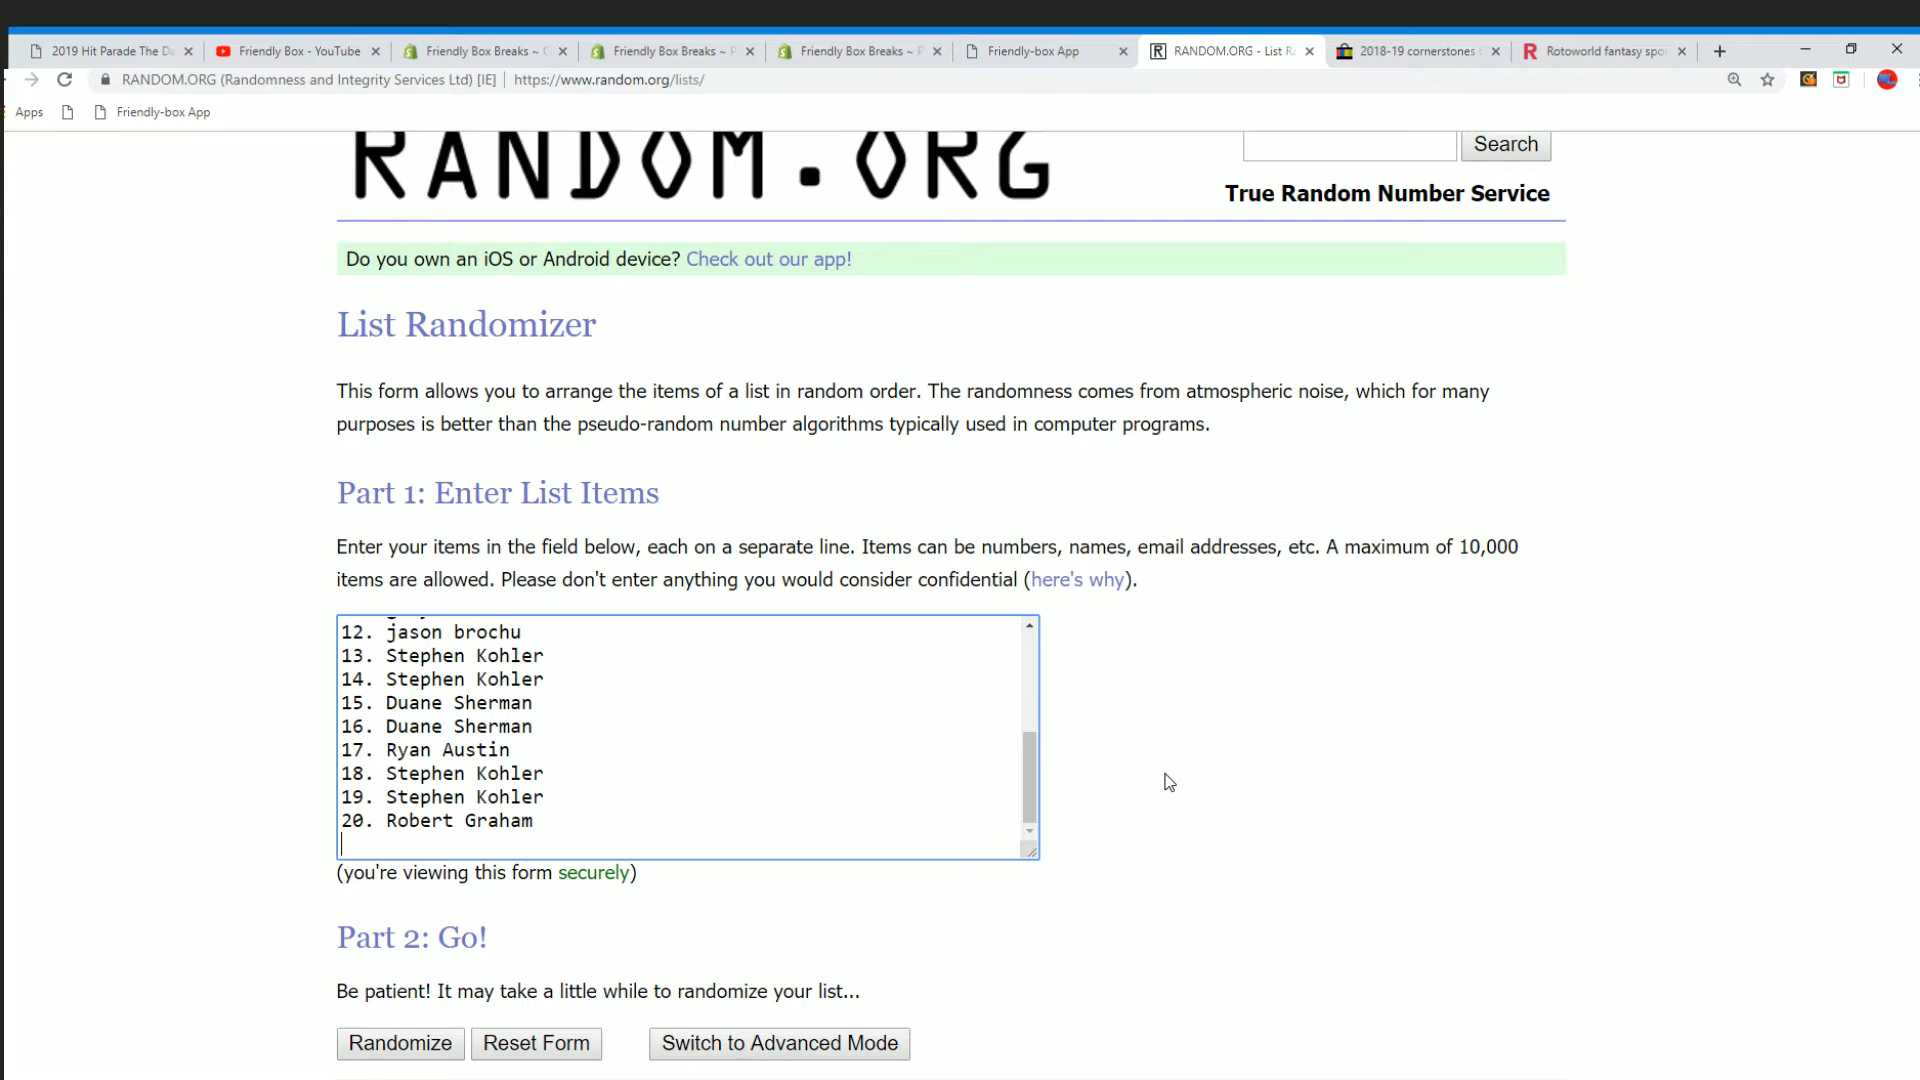 2019 Hit Parade The Da
Friendly Box - YouTube
Friendly Box Breaks ~ C
Friendly Box Breaks ~ P
Friendly Box Breaks ~ P
Friendly-box App
RANDOM.ORG - List Ra
2018-19 cornerstones
Rotoworld fantasy spo
RANDOM.ORG (Randomness and Integrity Services Ltd) [IE] | https://www.random.org/lists/
Apps
Friendly-box App
RANDOM.ORG
Search
True Random Number Service
Do you own an iOS or Android device? Check out our app!
List Randomizer
This form allows you to arrange the items of a list in random order. The randomness comes from atmospheric noise, which for many
purposes is better than the pseudo-random number algorithms typically used in computer programs.
Part 1: Enter List Items
Enter your items in the field below, each on a separate line. Items can be numbers, names, email addresses, etc. A maximum of 10,000
items are allowed. Please don't enter anything you would consider confidential (here's why).
12. jason brochu
13. Stephen Kohler
14. Stephen Kohler
15. Duane Sherman
16. Duane Sherman
17. Ryan Austin
18. Stephen Kohler
19. Stephen Kohler
20. Robert Graham
(you're viewing this form securely)
Part 2: Go!
Be patient! It may take a little while to randomize your list...
Randomize
Reset Form
Switch to Advanced Mode